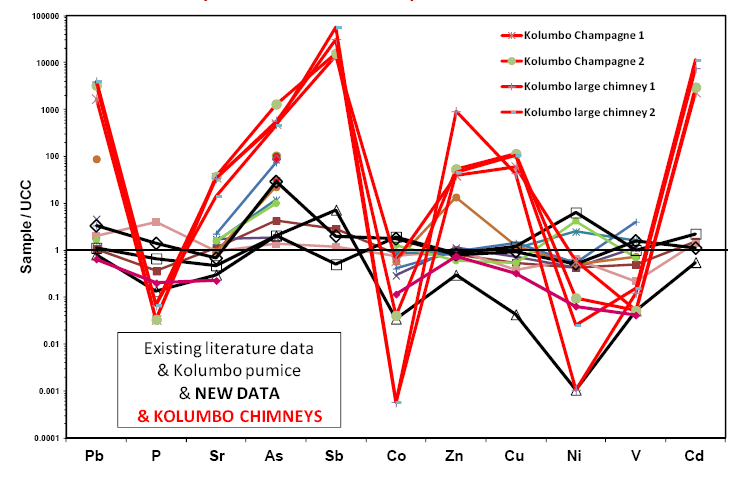 100000
10000
1000
100
10
1
0.1
0.01
0.001
0.0001
Sample / UCC
Kolumbo Champagne 1
Kolumbo Champagne 2
Kolumbo large chimney 1
Kolumbo large chimney 2
Existing literature data
& Kolumbo pumice
& NEW DATA
& KOLUMBO CHIMNEYS
Pb P Sr As Sb Co Zn Cu Ni V Cd